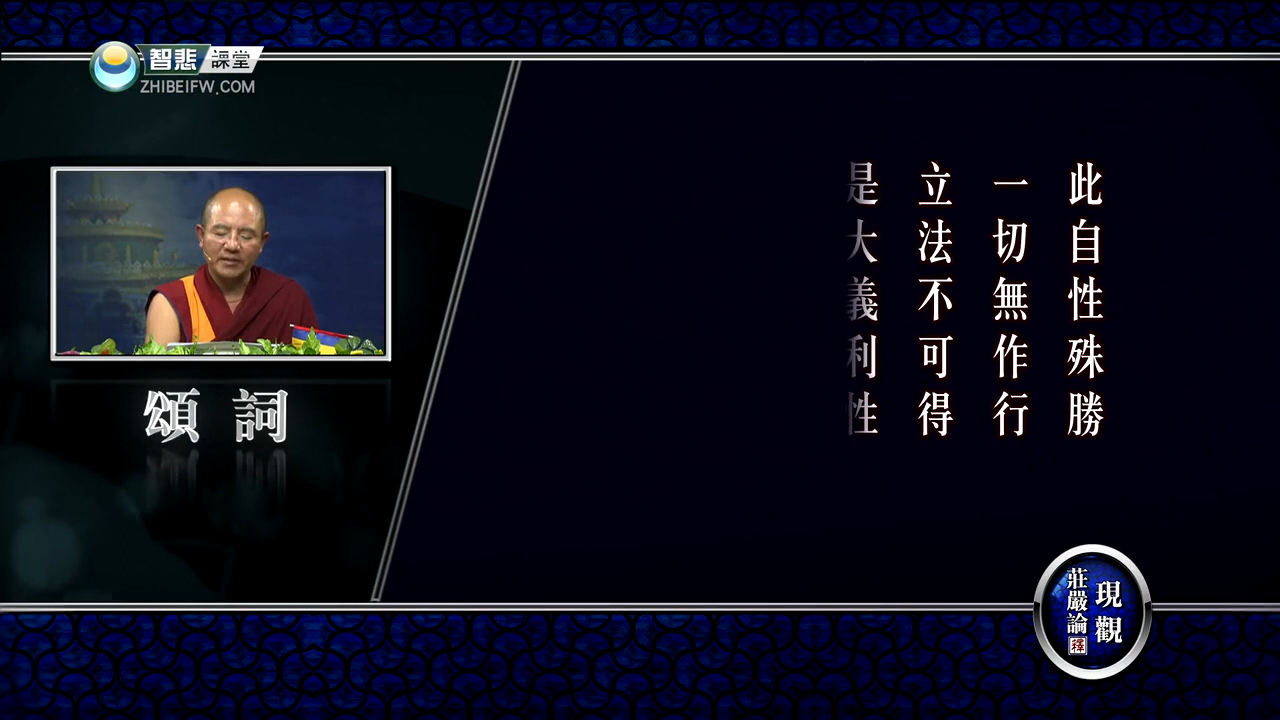 智悲課堂
ZHIBEIFW.COM
頌詞
此自性殊勝
一切無作行
立法不可得
是大義利性
現觀
莊嚴論釋